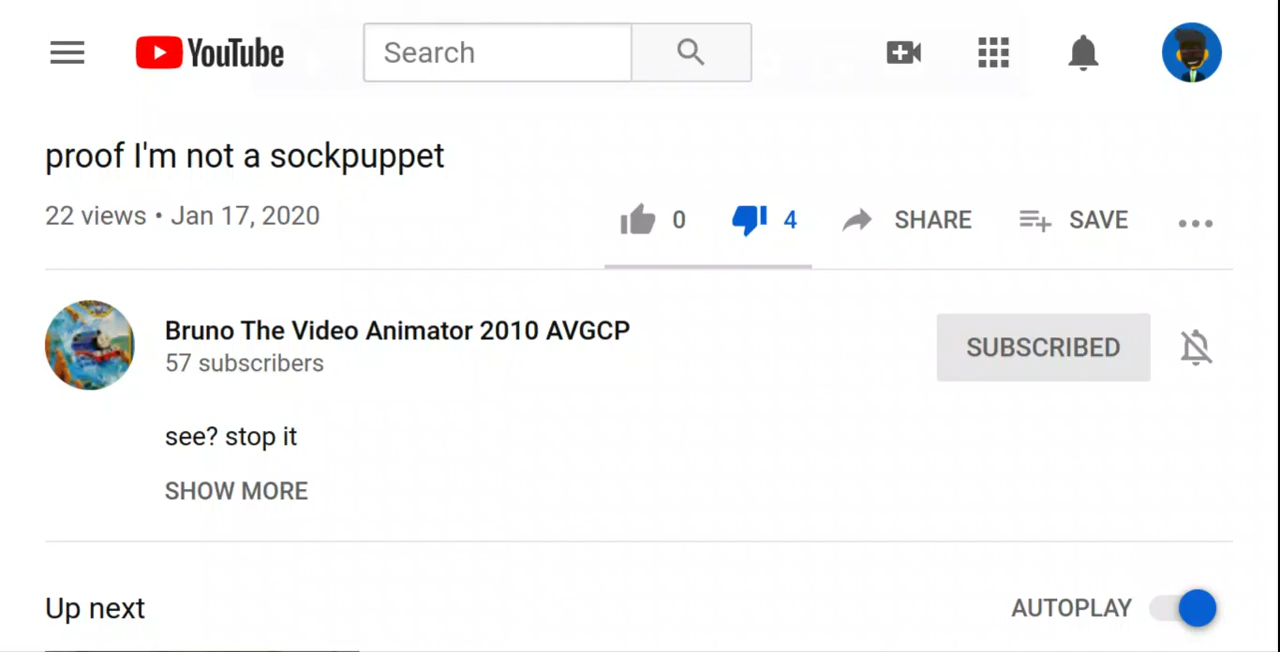 YouTube
Search
proof I'm not a sockpuppet
22 views • Jan 17, 2020
0
4
SHARE
SAVE
Bruno The Video Animator 2010 AVGCP
57 subscribers
SUBSCRIBED
see? stop it
SHOW MORE
Up next
AUTOPLAY